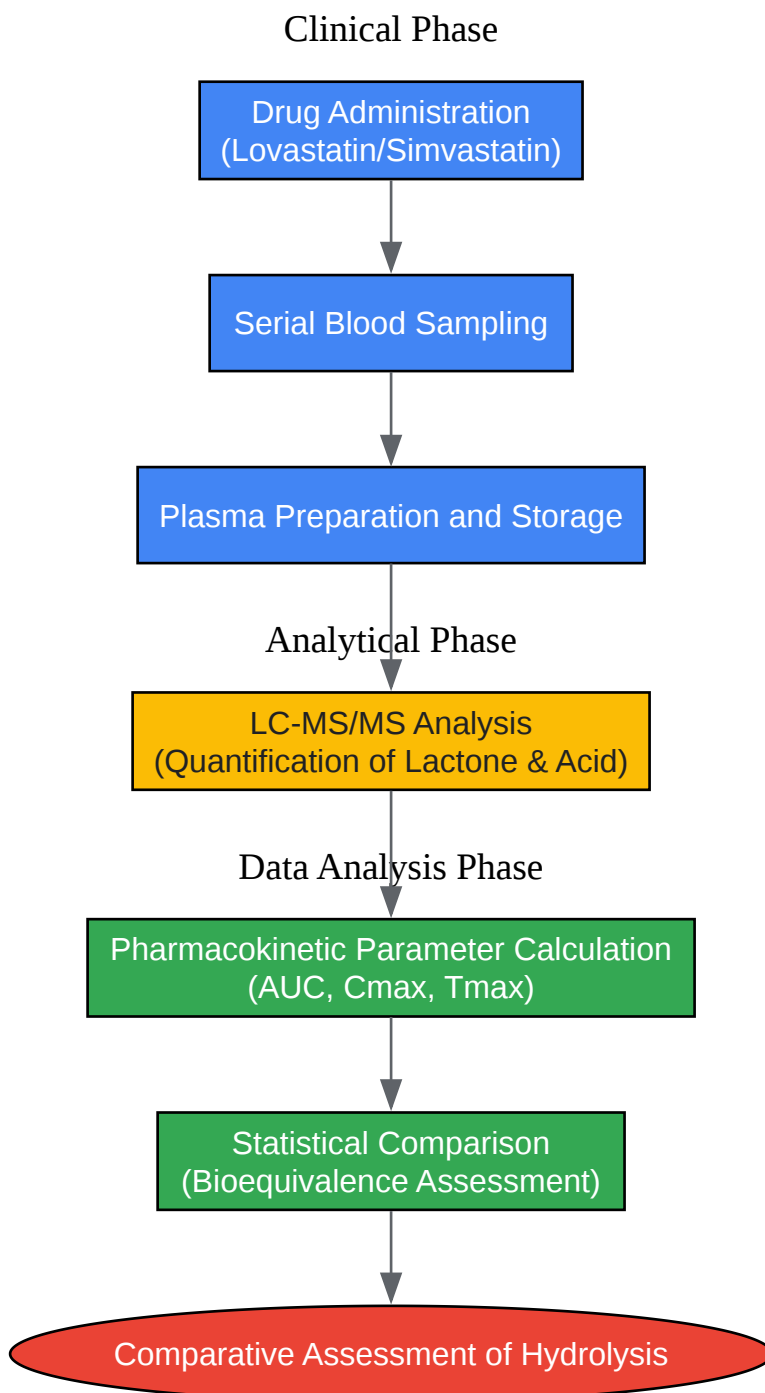 Clinical Phase
Drug Administration
(Lovastatin/Simvastatin)
Serial Blood Sampling
Plasma Preparation and Storage
Analytical Phase
LC-MS/MS Analysis
(Quantification of Lactone & Acid)
Data Analysis Phase
Pharmacokinetic Parameter Calculation
(AUC, Cmax, Tmax)
Statistical Comparison
(Bioequivalence Assessment)
Comparative Assessment of Hydrolysis